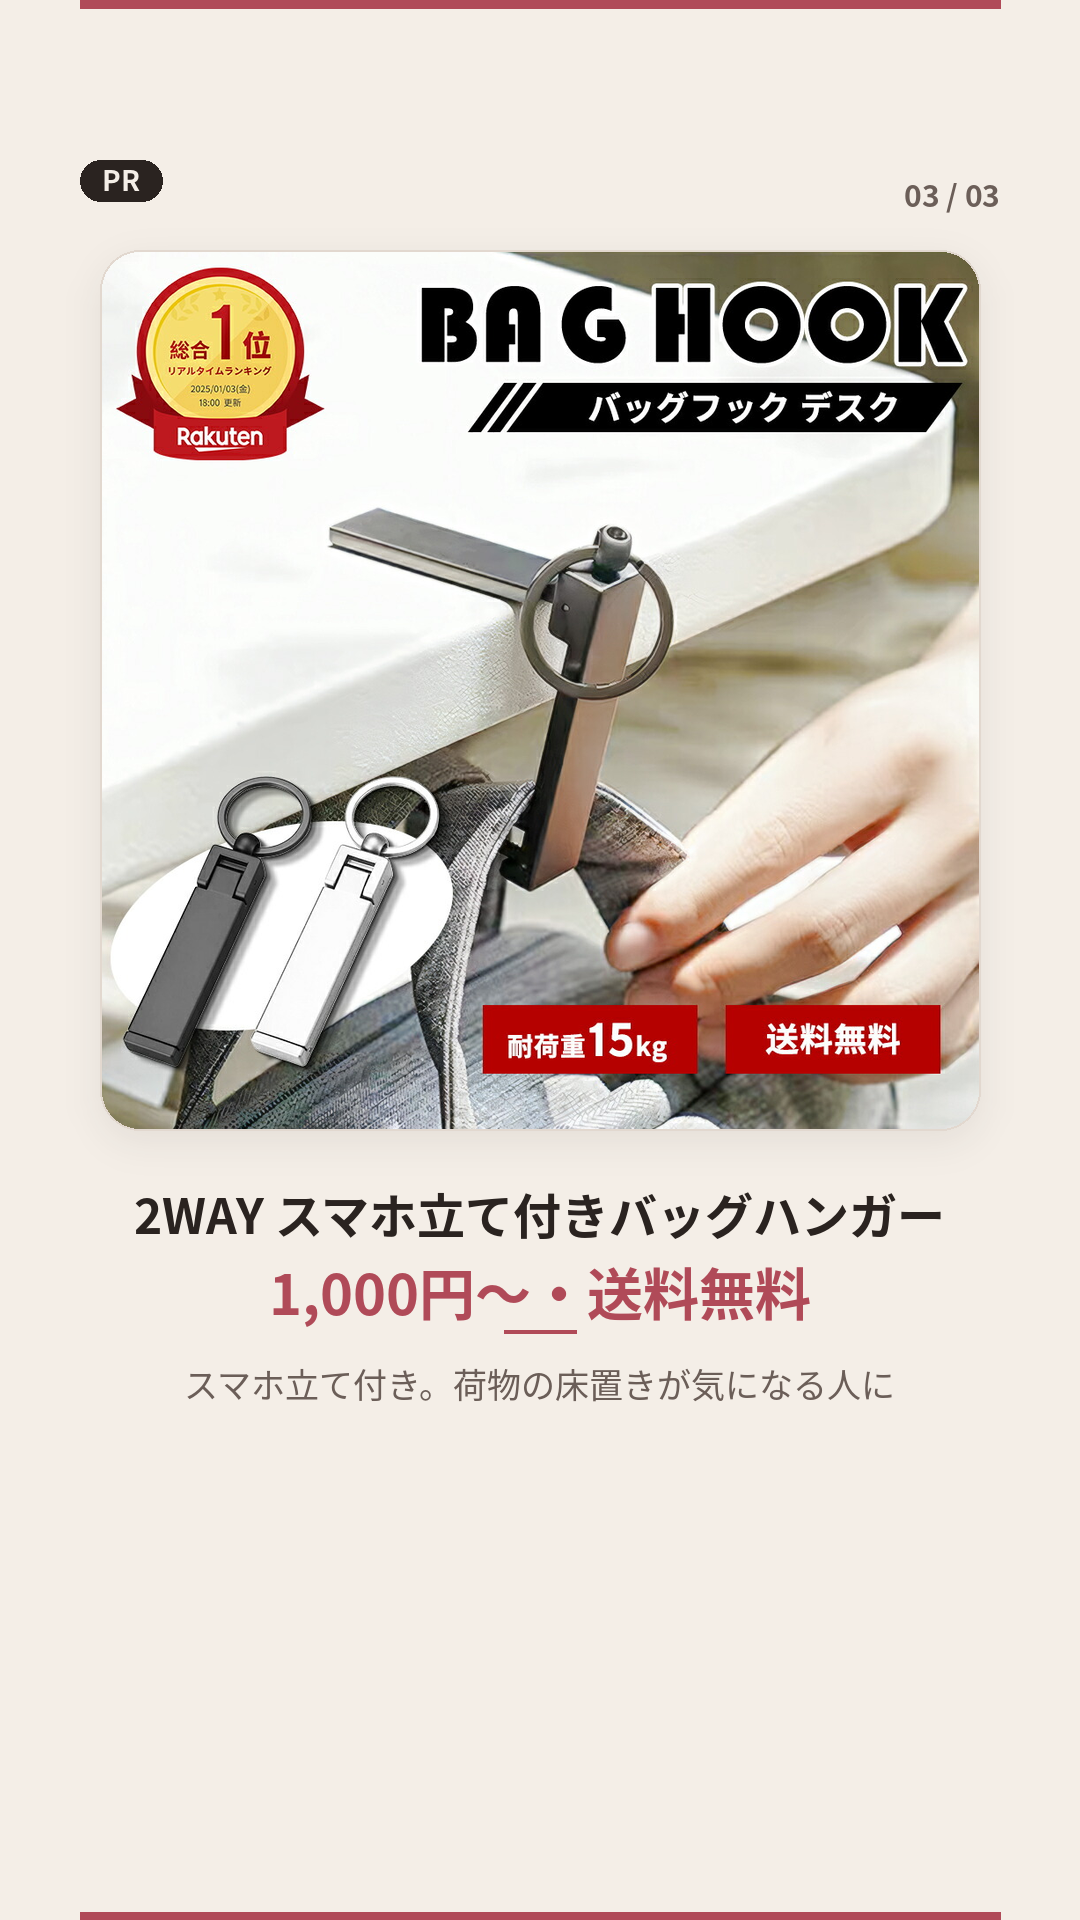 PR
03 / 03
総合1位
リアルタイムランキング
2025/01/03(金)
18:00 更新
Rakuten
BAG HOOK
バッグフック デスク
耐荷重15kg
送料無料
2WAY スマホ立て付きバッグハンガー
1,000円〜・送料無料
スマホ立て付き。荷物の床置きが気になる人に